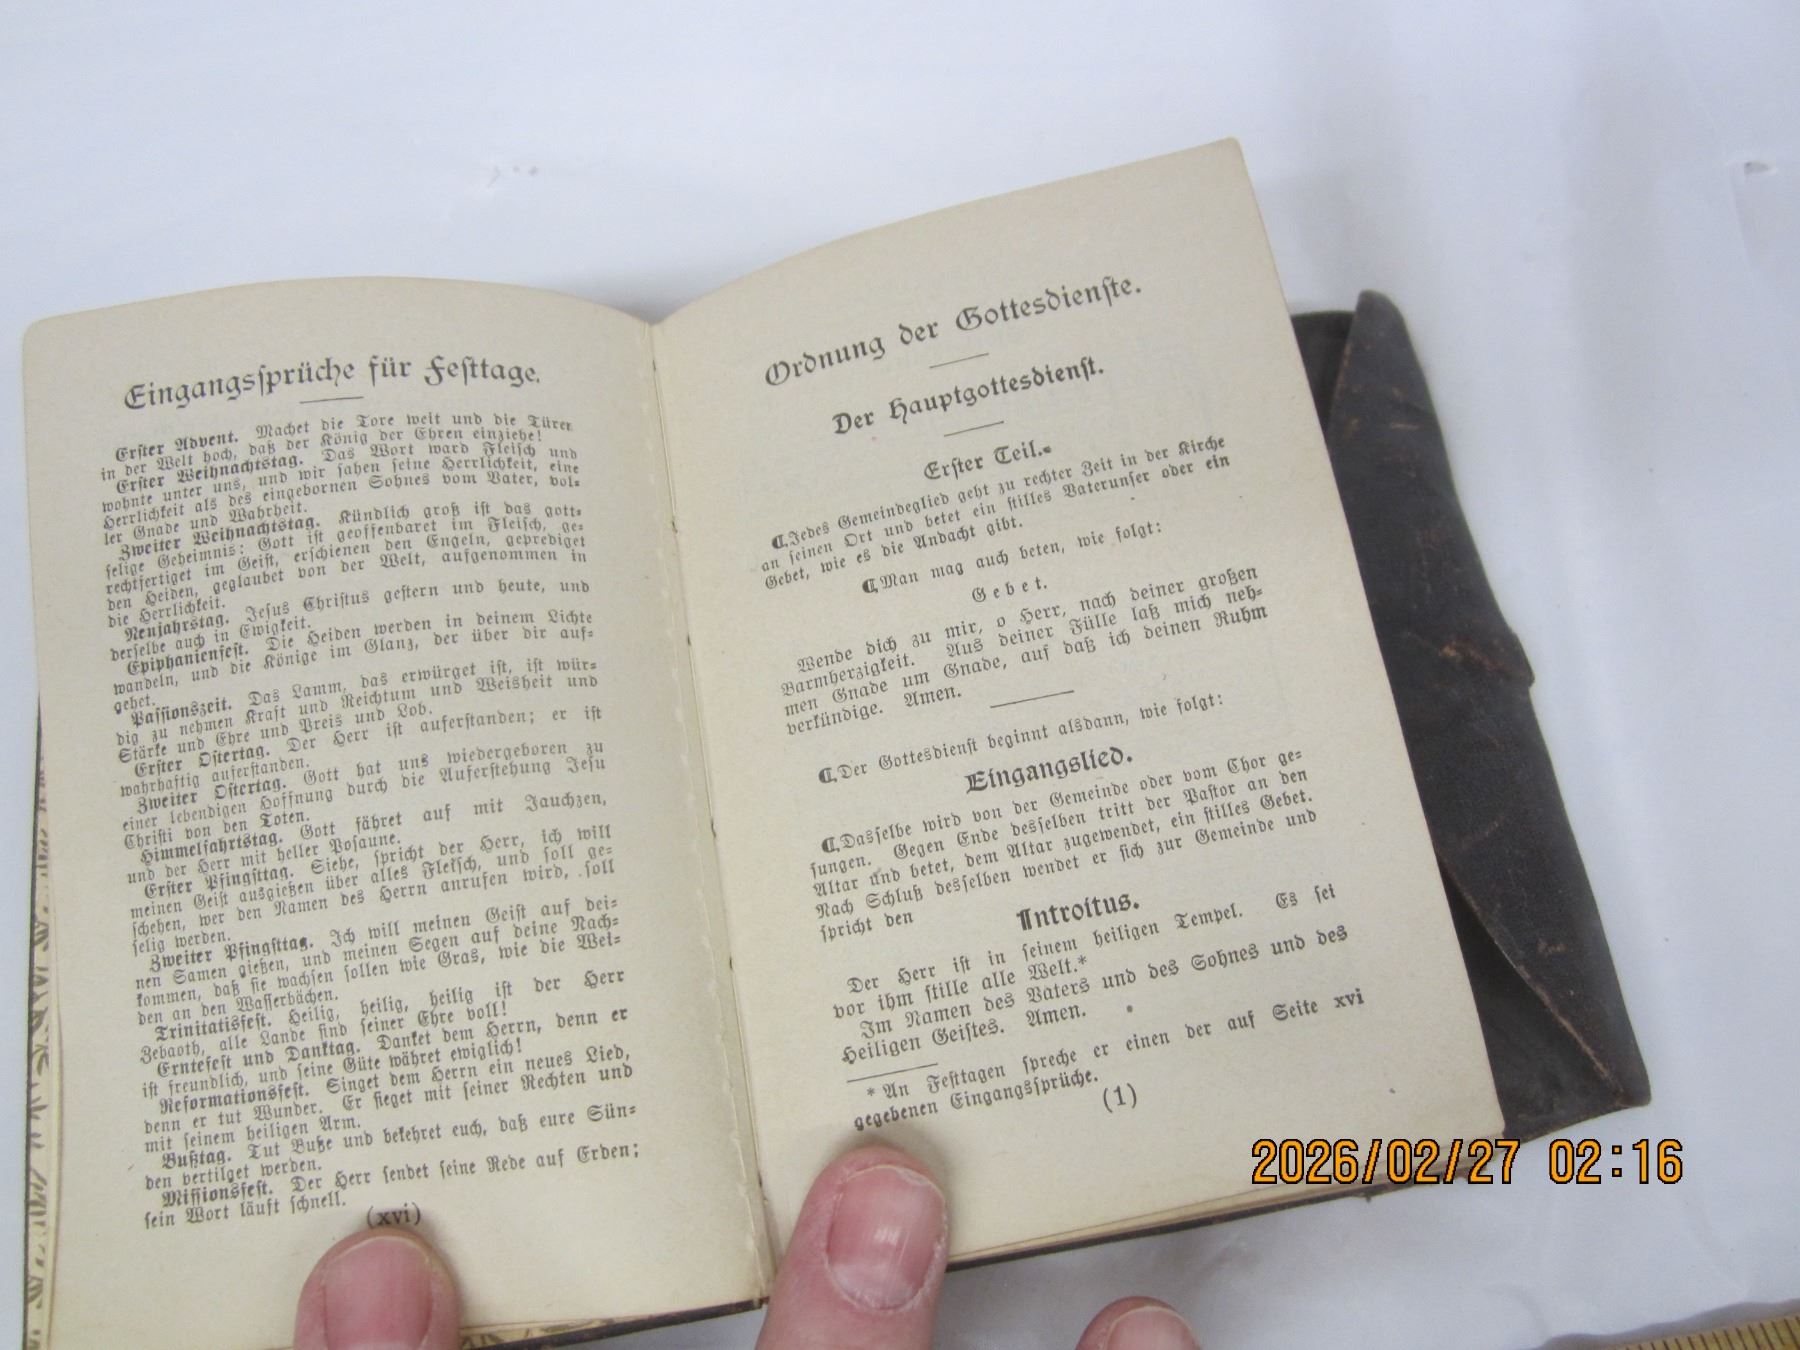 Eingangssprüche für Festtage.
Erster Advent. Machet die Tore weit und die Türen
in der Welt hoch, daß der König der Ehren einziehe!
Erster Weihnachtstag. Das Wort ward Fleisch und
wohnte unter uns, und wir sahen seine Herrlichkeit, eine
Herrlichkeit als des eingebornen Sohnes vom Vater, vol-
ler Gnade und Wahrheit.
Zweiter Weihnachtstag. Kündlich groß ist das gott-
selige Geheimnis: Gott ist geoffenbaret im Fleisch, ge-
rechtfertiget im Geist, erschienen den Engeln, geprediget
den Heiden, geglaubet von der Welt, aufgenommen in
die Herrlichkeit.
Neujahrstag. Jesus Christus gestern und heute, und
derselbe auch in Ewigkeit.
Epiphanienfest. Die Heiden werden in deinem Lichte
wandeln, und die Könige im Glanz, der über dir auf-
gehet.
Passionszeit. Das Lamm, das erwürget ist, ist wür-
dig zu nehmen Kraft und Reichtum und Weisheit und
Stärke und Ehre und Preis und Lob.
Erster Ostertag. Der Herr ist auferstanden; er ist
wahrhaftig auferstanden.
Zweiter Ostertag. Gott hat uns wiedergeboren zu
einer lebendigen Hoffnung durch die Auferstehung Jesu
Christi von den Toten.
Himmelfahrtstag. Gott fähret auf mit Jauchzen,
und der Herr mit heller Posaune.
Erster Pfingsttag. Siehe, spricht der Herr, ich will
meinen Geist ausgießen über alles Fleisch, und soll ge-
schehen, wer den Namen des Herrn anrufen wird, soll
selig werden.
Zweiter Pfingsttag. Ich will meinen Geist auf dei-
nen Samen gießen, und meinen Segen auf deine Nach-
kommen, daß sie wachsen sollen wie Gras, wie die Wei-
den an den Wasserbächen.
Trinitatisfest. Heilig, heilig, heilig ist der Herr
Zebaoth, alle Lande sind seiner Ehre voll!
Erntefest und Danktag. Danket dem Herrn, denn er
ist freundlich, und seine Güte währet ewiglich!
Reformationsfest. Singet dem Herrn ein neues Lied,
denn er tut Wunder. Er sieget mit seiner Rechten und
mit seinem heiligen Arm.
Bußtag. Tut Buße und bekehret euch, daß eure Sün-
den vertilget werden.
Missionsfest. Der Herr sendet seine Rede auf Erden;
sein Wort läuft schnell.
(xvi)
Ordnung der Gottesdienste.
Der Hauptgottesdienst.
Erster Teil.
¶ Jedes Gemeindeglied geht zu rechter Zeit in der Kirche
an seinen Ort und betet ein stilles Vaterunser oder ein
Gebet, wie es die Andacht gibt.
¶ Man mag auch beten, wie folgt:
Gebet.
Wende dich zu mir, o Herr, nach deiner großen
Barmherzigkeit. Aus deiner Fülle laß mich neh-
men Gnade um Gnade, auf daß ich deinen Ruhm
verkündige. Amen.
¶ Der Gottesdienst beginnt alsdann, wie folgt:
Eingangslied.
¶ Dasselbe wird von der Gemeinde oder vom Chor ge-
sungen. Gegen Ende desselben tritt der Pastor an den
Altar und betet, dem Altar zugewendet, ein stilles Gebet.
Nach Schluß desselben wendet er sich zur Gemeinde und
spricht den
Introitus.
Der Herr ist in seinem heiligen Tempel. Es sei
vor ihm stille alle Welt.*
Im Namen des Vaters und des Sohnes und des
Heiligen Geistes. Amen.
* An Festtagen spreche er einen der auf Seite xvi
gegebenen Eingangssprüche.
(1)
2026/02/27 02:16